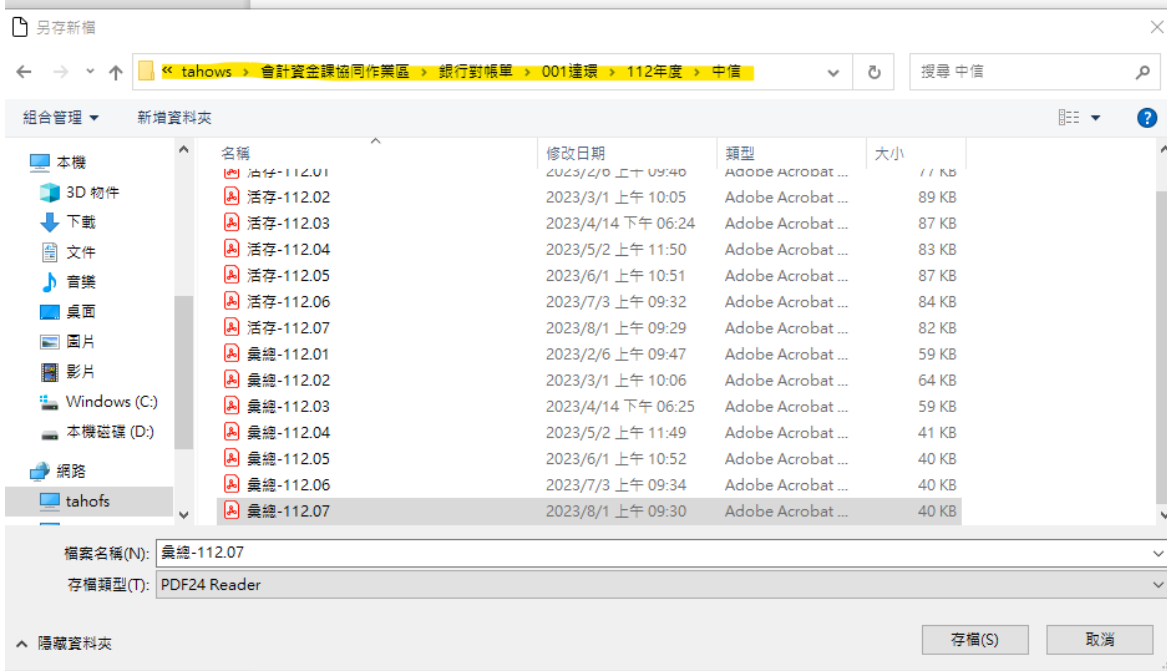 另存新檔
« tahows › 會計資金課協同作業區 › 銀行對帳單 › 001達環 › 112年度 › 中信
搜尋 中信
組合管理 新增資料夾
名稱 修改日期 類型 大小
活存-112.01 2023/2/6 上午 09:46 Adobe Acrobat ... 77 KB
活存-112.02 2023/3/1 上午 10:05 Adobe Acrobat ... 89 KB
活存-112.03 2023/4/14 下午 06:24 Adobe Acrobat ... 87 KB
活存-112.04 2023/5/2 上午 11:50 Adobe Acrobat ... 83 KB
活存-112.05 2023/6/1 上午 10:51 Adobe Acrobat ... 87 KB
活存-112.06 2023/7/3 上午 09:32 Adobe Acrobat ... 84 KB
活存-112.07 2023/8/1 上午 09:29 Adobe Acrobat ... 82 KB
彙總-112.01 2023/2/6 上午 09:47 Adobe Acrobat ... 59 KB
彙總-112.02 2023/3/1 上午 10:06 Adobe Acrobat ... 64 KB
彙總-112.03 2023/4/14 下午 06:25 Adobe Acrobat ... 59 KB
彙總-112.04 2023/5/2 上午 11:49 Adobe Acrobat ... 41 KB
彙總-112.05 2023/6/1 上午 10:52 Adobe Acrobat ... 40 KB
彙總-112.06 2023/7/3 上午 09:34 Adobe Acrobat ... 40 KB
彙總-112.07 2023/8/1 上午 09:30 Adobe Acrobat ... 40 KB
本機
3D 物件
下載
文件
音樂
桌面
圖片
影片
Windows (C:)
本機磁碟 (D:)
網路
tahofs
檔案名稱(N): 彙總-112.07
存檔類型(T): PDF24 Reader
隱藏資料夾
存檔(S)
取消